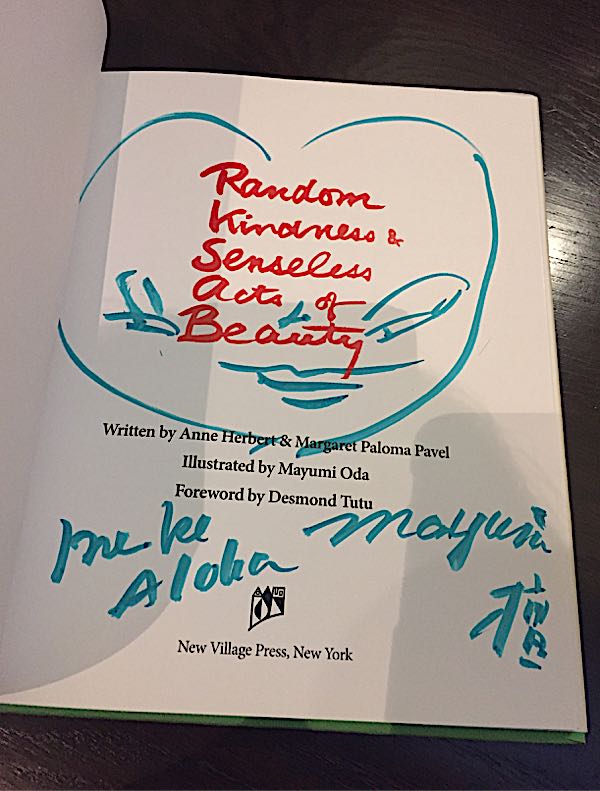 Random
Kindness &
Senseless
Acts of
Beauty
Written by Anne Herbert & Margaret Paloma Pavel
Illustrated by Mayumi Oda
Foreword by Desmond Tutu
me ke
Aloha
Mayumi
New Village Press, New York